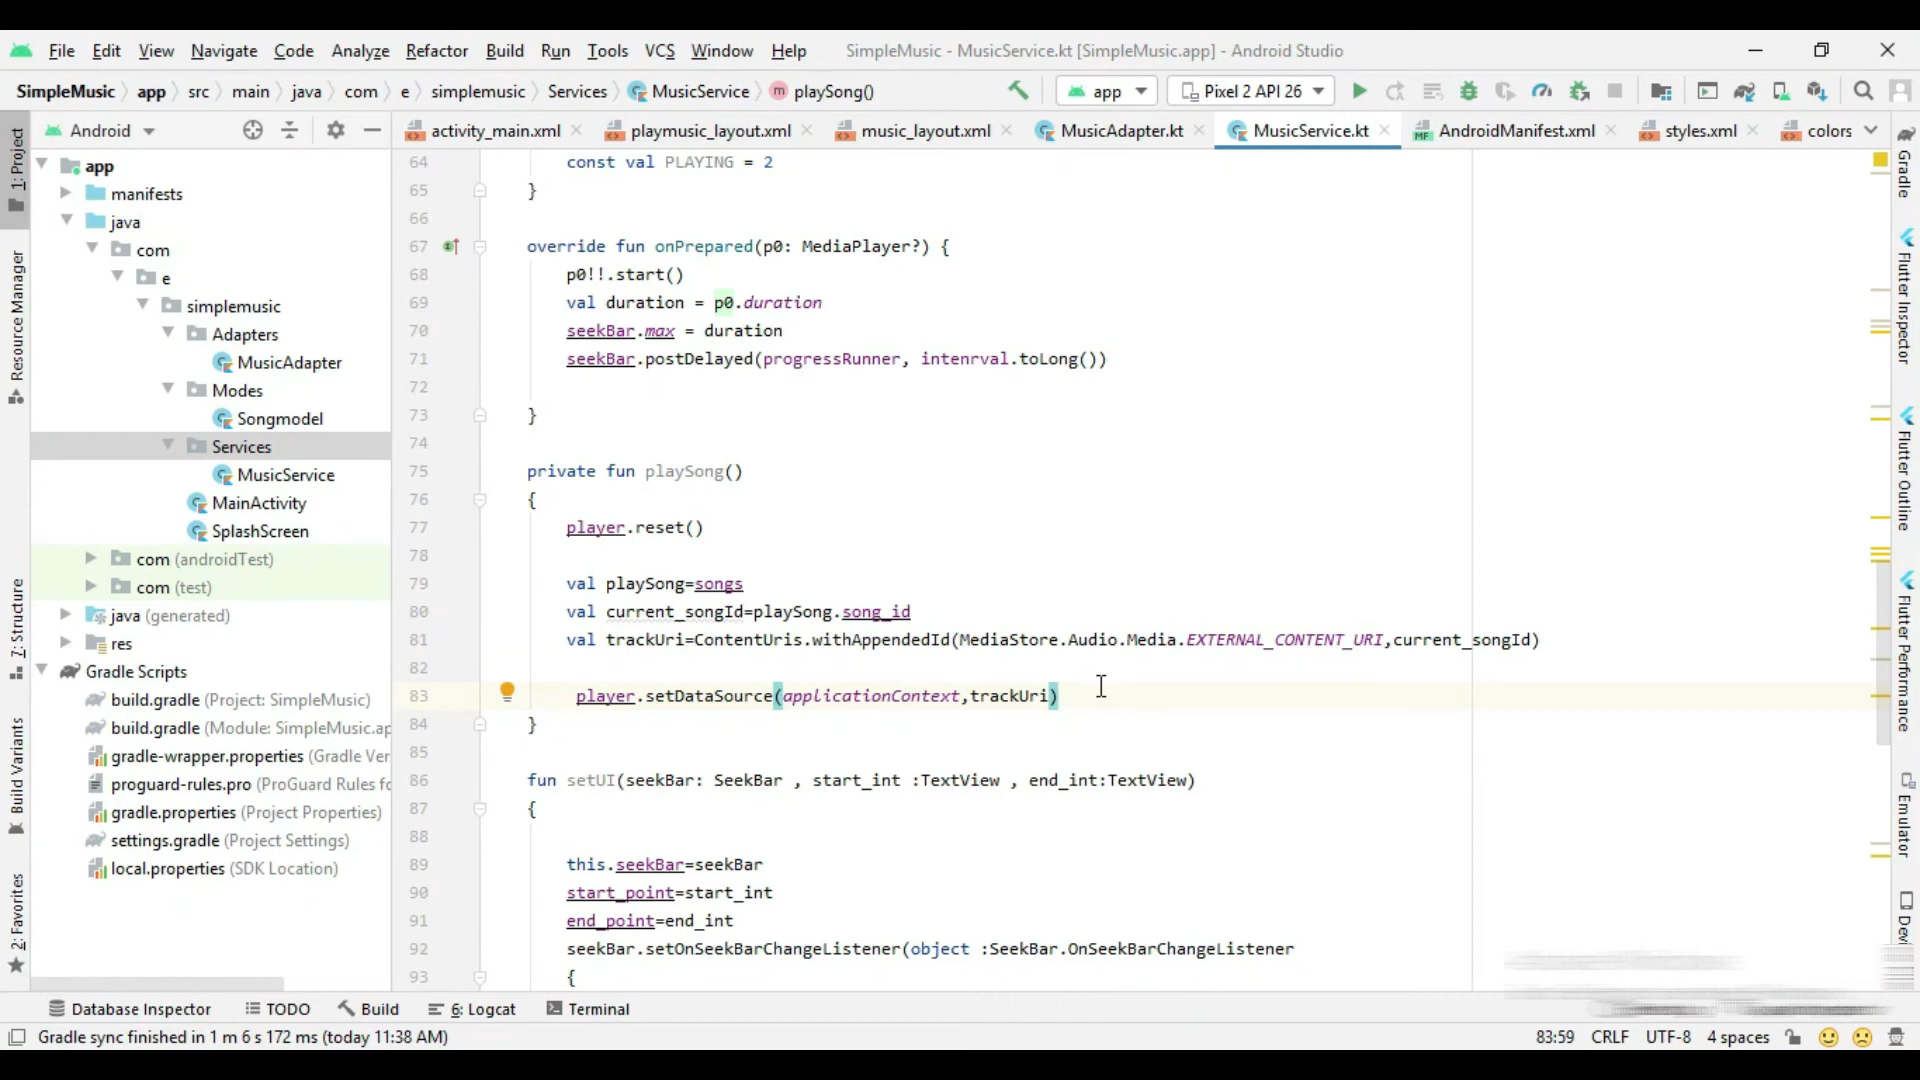 File Edit View Navigate Code Analyze Refactor Build Run Tools VCS Window Help SimpleMusic - MusicService.kt [SimpleMusic.app] - Android Studio
SimpleMusic app src main java com e simplemusic Services MusicService playSong() app Pixel 2 API 26
Android
activity_main.xml playmusic_layout.xml music_layout.xml MusicAdapter.kt MusicService.kt AndroidManifest.xml styles.xml colors
1: Project
Resource Manager
7: Structure
Build Variants
2: Favorites
app
manifests
java
com
e
simplemusic
Adapters
MusicAdapter
Modes
Songmodel
Services
MusicService
MainActivity
SplashScreen
com (androidTest)
com (test)
java (generated)
res
Gradle Scripts
build.gradle (Project: SimpleMusic)
build.gradle (Module: SimpleMusic.ap
gradle-wrapper.properties (Gradle Ver
proguard-rules.pro (ProGuard Rules fo
gradle.properties (Project Properties)
settings.gradle (Project Settings)
local.properties (SDK Location)
64 const val PLAYING = 2
65 }
66
67 override fun onPrepared(p0: MediaPlayer?) {
68 p0!!.start()
69 val duration = p0.duration
70 seekBar.max = duration
71 seekBar.postDelayed(progressRunner, intenrval.toLong())
72
73 }
74
75 private fun playSong()
76 {
77 player.reset()
78
79 val playSong=songs
80 val current_songId=playSong.song_id
81 val trackUri=ContentUris.withAppendedId(MediaStore.Audio.Media.EXTERNAL_CONTENT_URI,current_songId)
82
83 player.setDataSource(applicationContext,trackUri)
84 }
85
86 fun setUI(seekBar: SeekBar , start_int :TextView , end_int:TextView)
87 {
88
89 this.seekBar=seekBar
90 start_point=start_int
91 end_point=end_int
92 seekBar.setOnSeekBarChangeListener(object :SeekBar.OnSeekBarChangeListener
93 {
Gradle
Flutter Inspector
Flutter Outline
Flutter Performance
Emulator
Devi
Database Inspector TODO Build 6: Logcat Terminal
Gradle sync finished in 1 m 6 s 172 ms (today 11:38 AM) 83:59 CRLF UTF-8 4 spaces